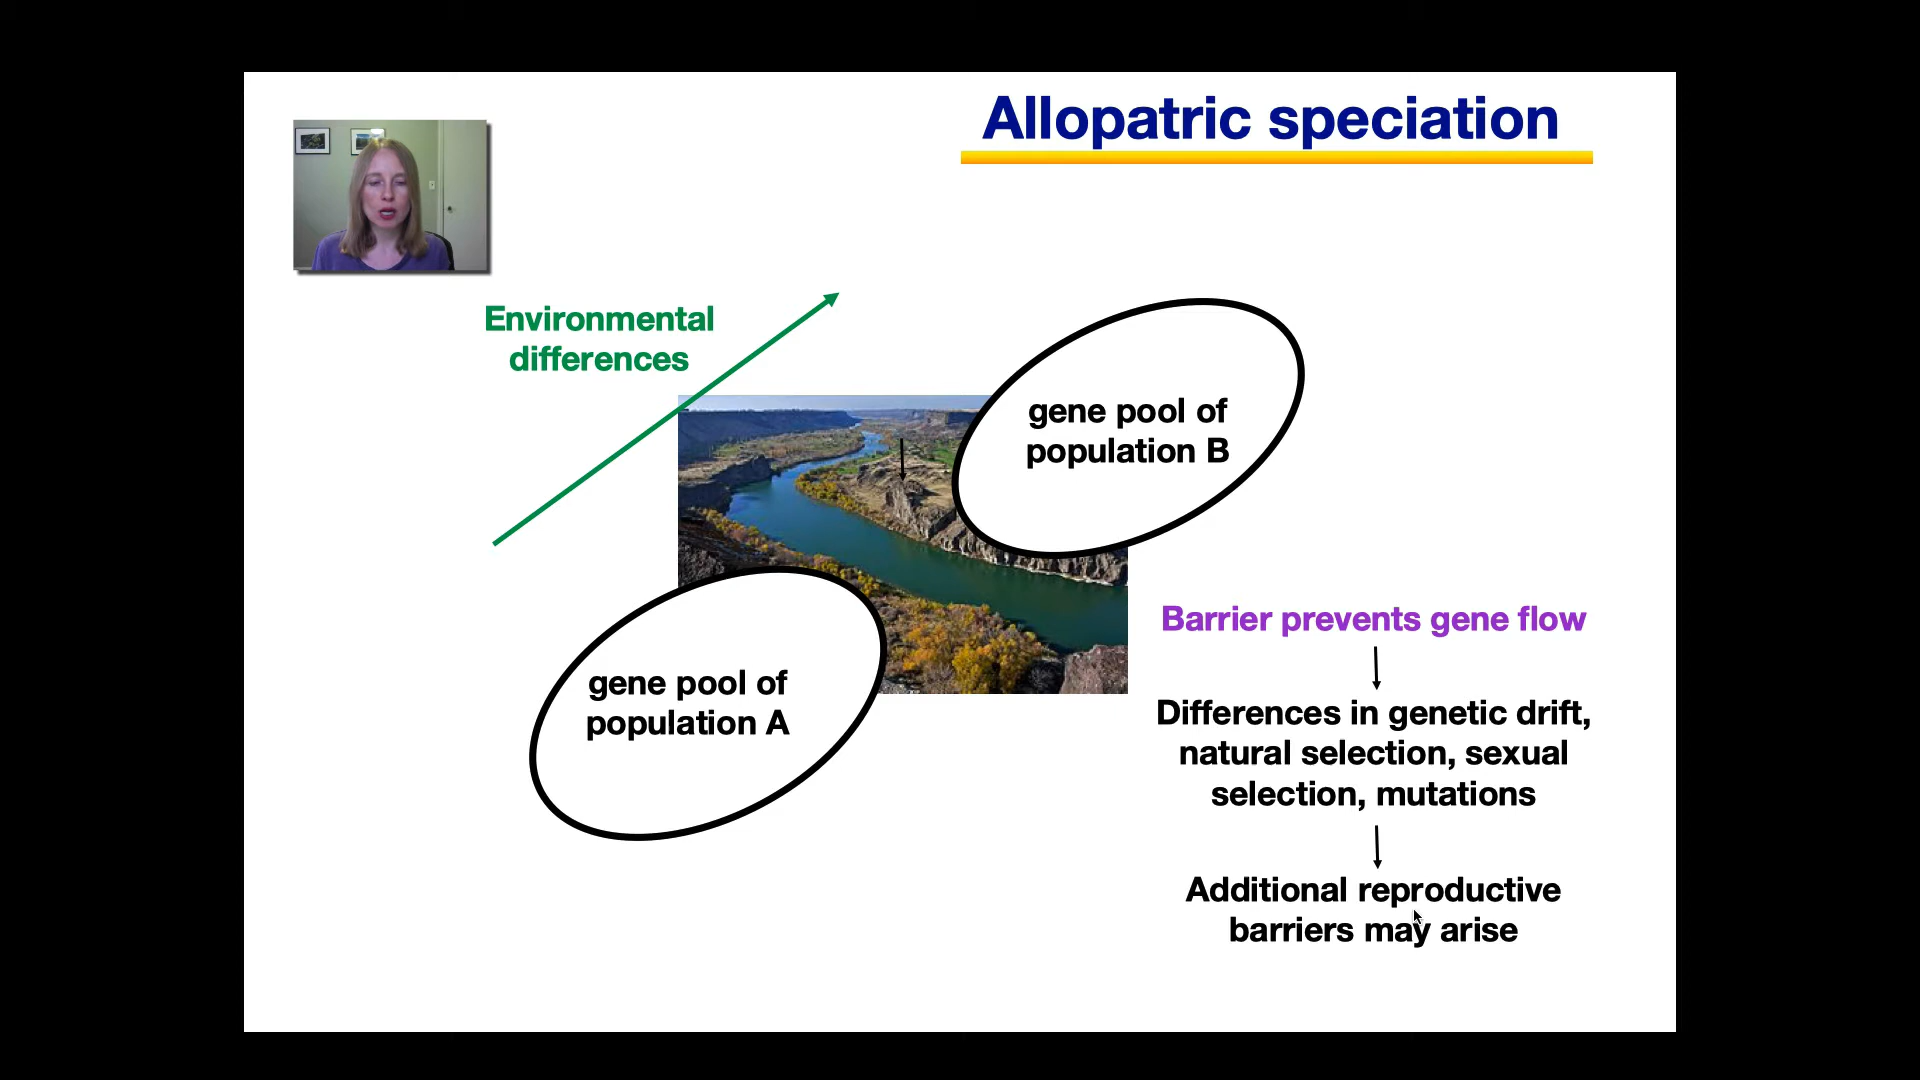 Allopatric speciation
Environmental
differences
gene pool of
population B
gene pool of
population A
Barrier prevents gene flow
Differences in genetic drift,
natural selection, sexual
selection, mutations
Additional reproductive
barriers may arise